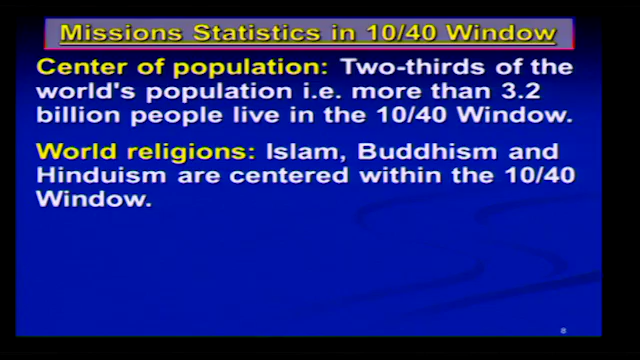 Missions Statistics in 10/40 Window
Center of population: Two-thirds of the
world's population i.e. more than 3.2
billion people live in the 10/40 Window.
World religions: Islam, Buddhism and
Hinduism are centered within the 10/40
Window.
8